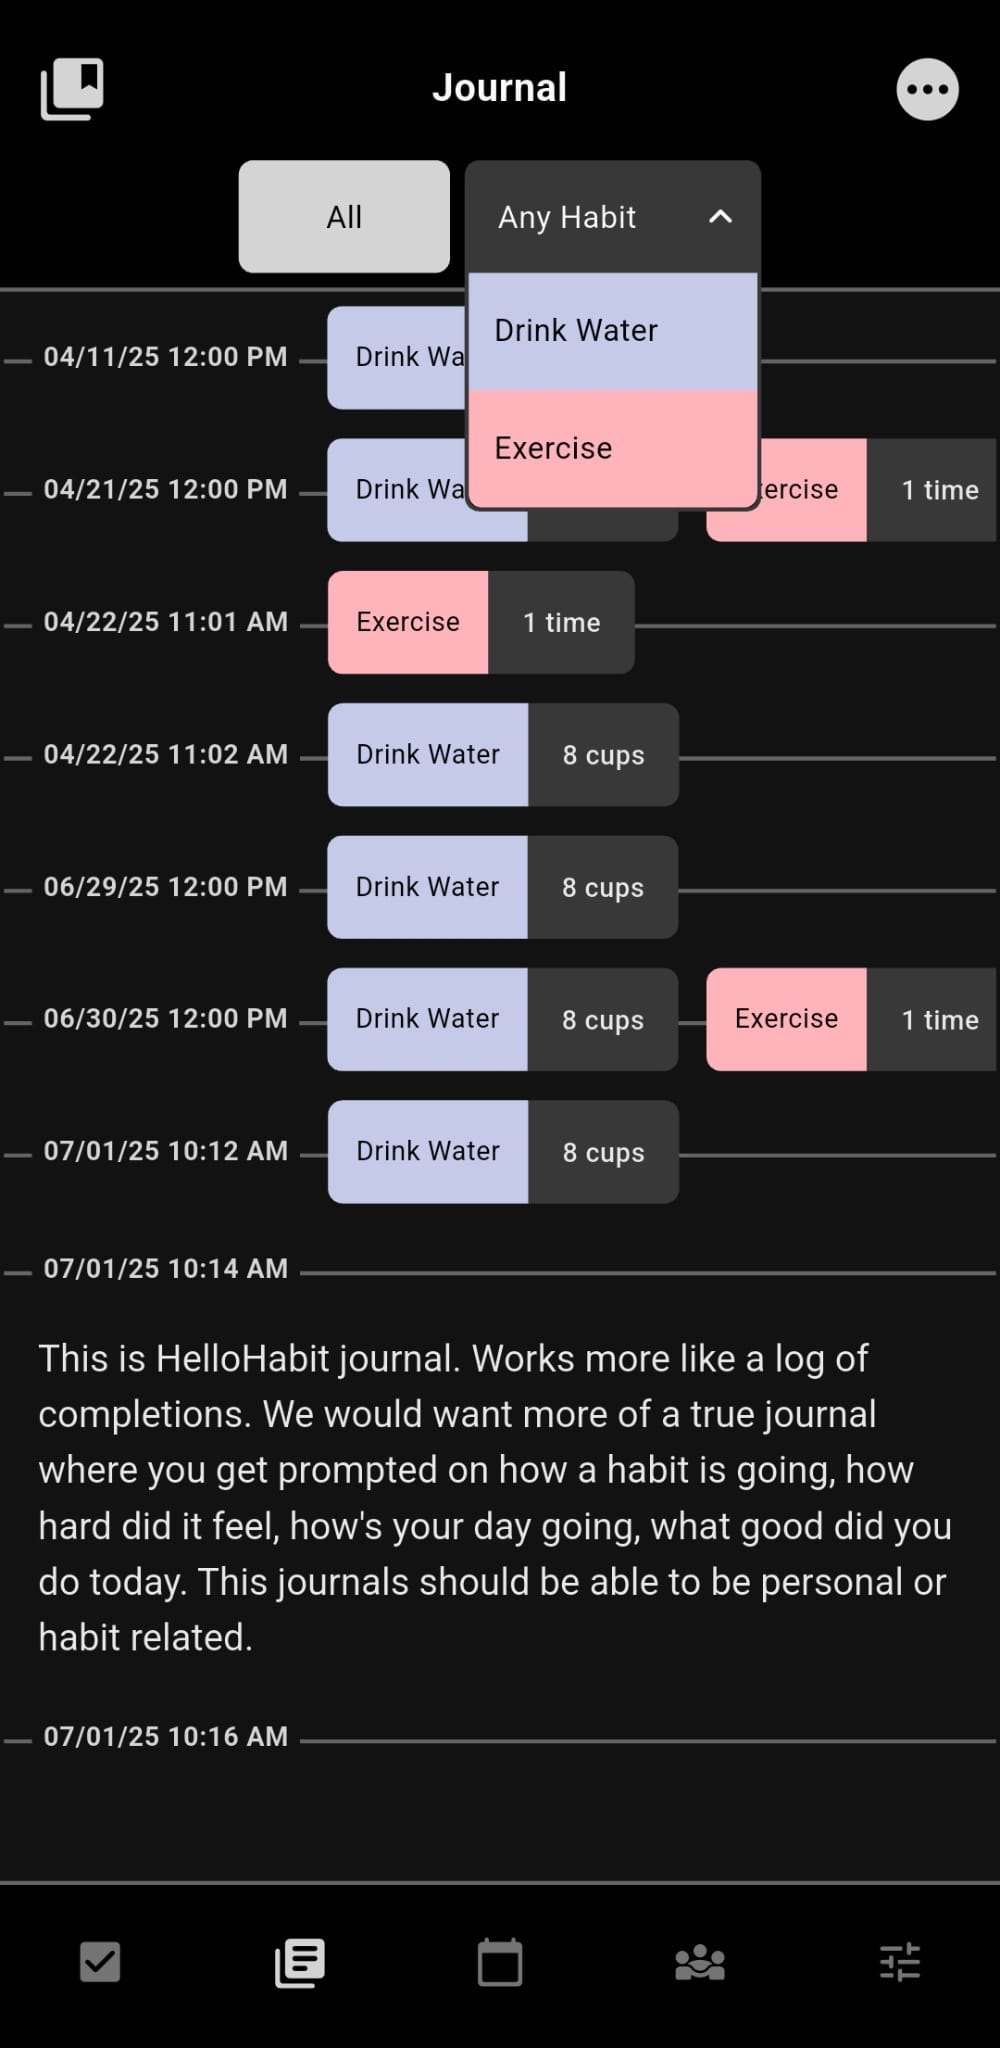 Journal
All
Any Habit
Drink Water
Exercise
04/11/25 12:00 PM Drink Wa
04/21/25 12:00 PM Drink Wa ercise 1 time
04/22/25 11:01 AM Exercise 1 time
04/22/25 11:02 AM Drink Water 8 cups
06/29/25 12:00 PM Drink Water 8 cups
06/30/25 12:00 PM Drink Water 8 cups Exercise 1 time
07/01/25 10:12 AM Drink Water 8 cups
07/01/25 10:14 AM
This is HelloHabit journal. Works more like a log of
completions. We would want more of a true journal
where you get prompted on how a habit is going, how
hard did it feel, how's your day going, what good did you
do today. This journals should be able to be personal or
habit related.
07/01/25 10:16 AM